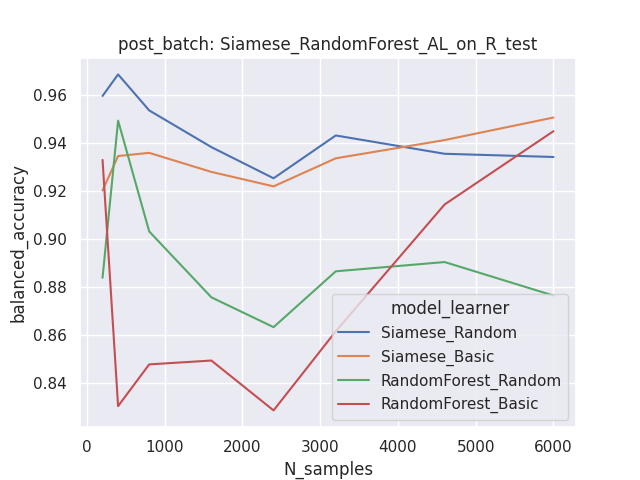 post_batch: Siamese_RandomForest_AL_on_R_test
balanced_accuracy
0.96
0.94
0.92
0.90
0.88
0.86
0.84
model_learner
Siamese_Random
Siamese_Basic
RandomForest_Random
RandomForest_Basic
0 1000 2000 3000 4000 5000 6000
N_samples